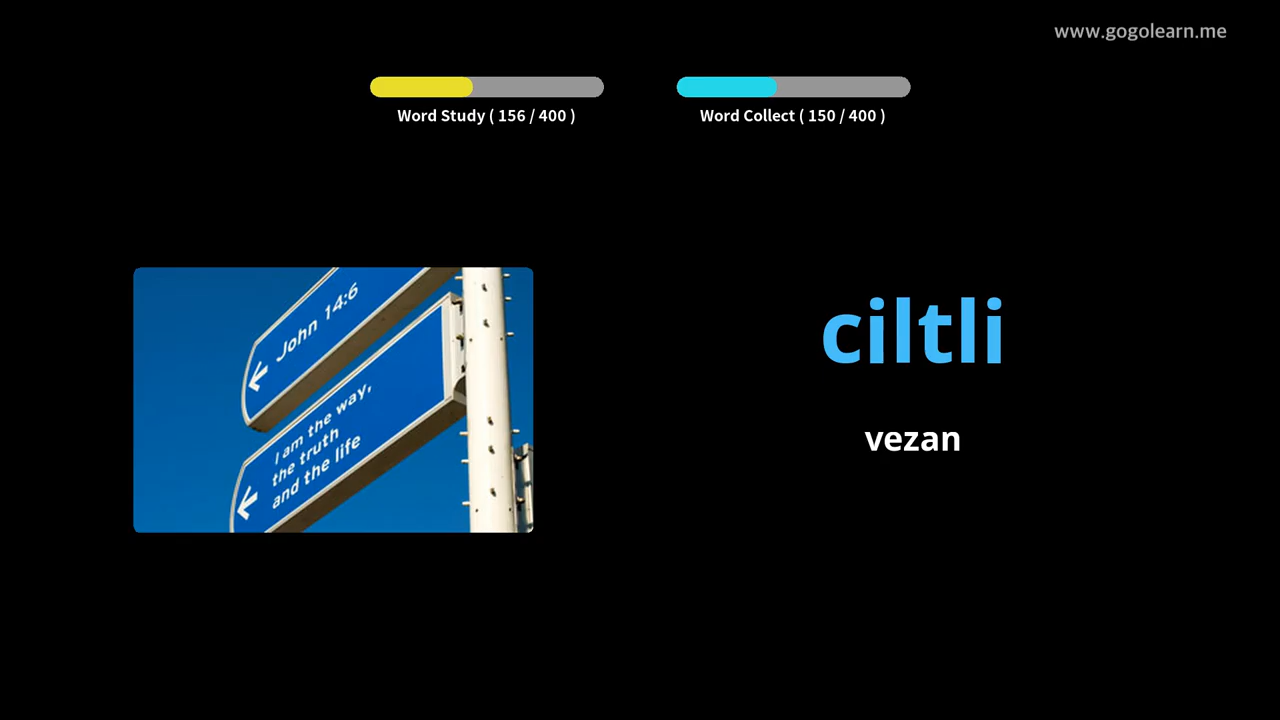 www.gogolearn.me
Word Study ( 156 / 400 )
Word Collect ( 150 / 400 )
← John 14:6
← I am the way,
the truth
and the life
ciltli
vezan